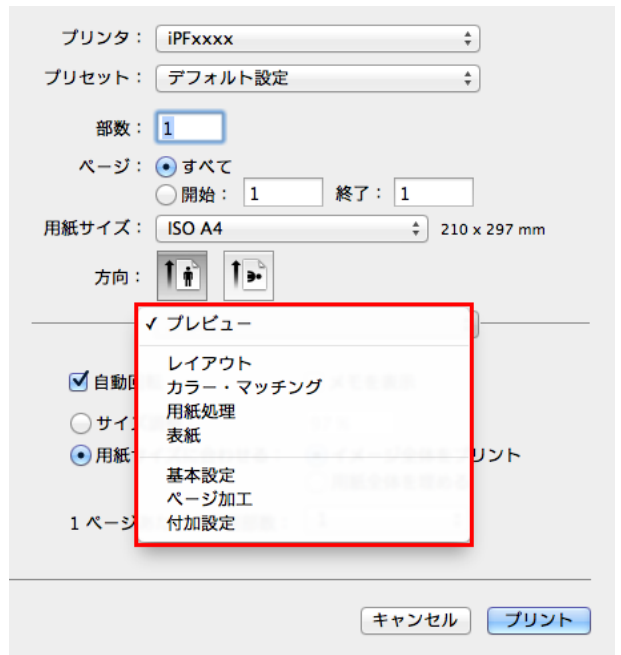 プリンタ： iPFxxxx
プリセット： デフォルト設定
部数： 1
ページ： すべて
開始： 1 終了： 1
用紙サイズ： ISO A4 210 x 297 mm
方向：
✓ プレビュー
レイアウト
自動
カラー・マッチング
用紙処理
サイズ
表紙
用紙 プリント
基本設定
ページ加工
1 ページ
付加設定
キャンセル プリント